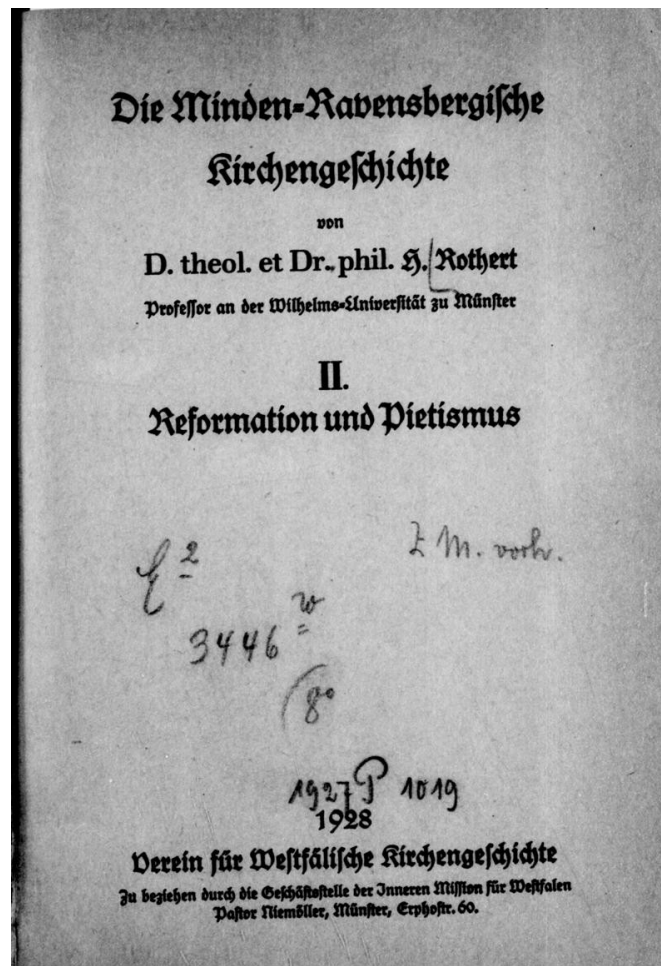 Die Minden-Ravensbergische
Kirchengeschichte
von
D. theol. et Dr. phil. H. Rothert
Professor an der Wilhelms-Universität zu Münster
II.
Reformation und Pietismus
2
Z M. vorh.
w
3446
8°
1927 P 1019
1928
Verein für Westfälische Kirchengeschichte
Zu beziehen durch die Geschäftsstelle der Inneren Mission für Westfalen
Pastor Niemöller, Münster, Erphostr. 60.